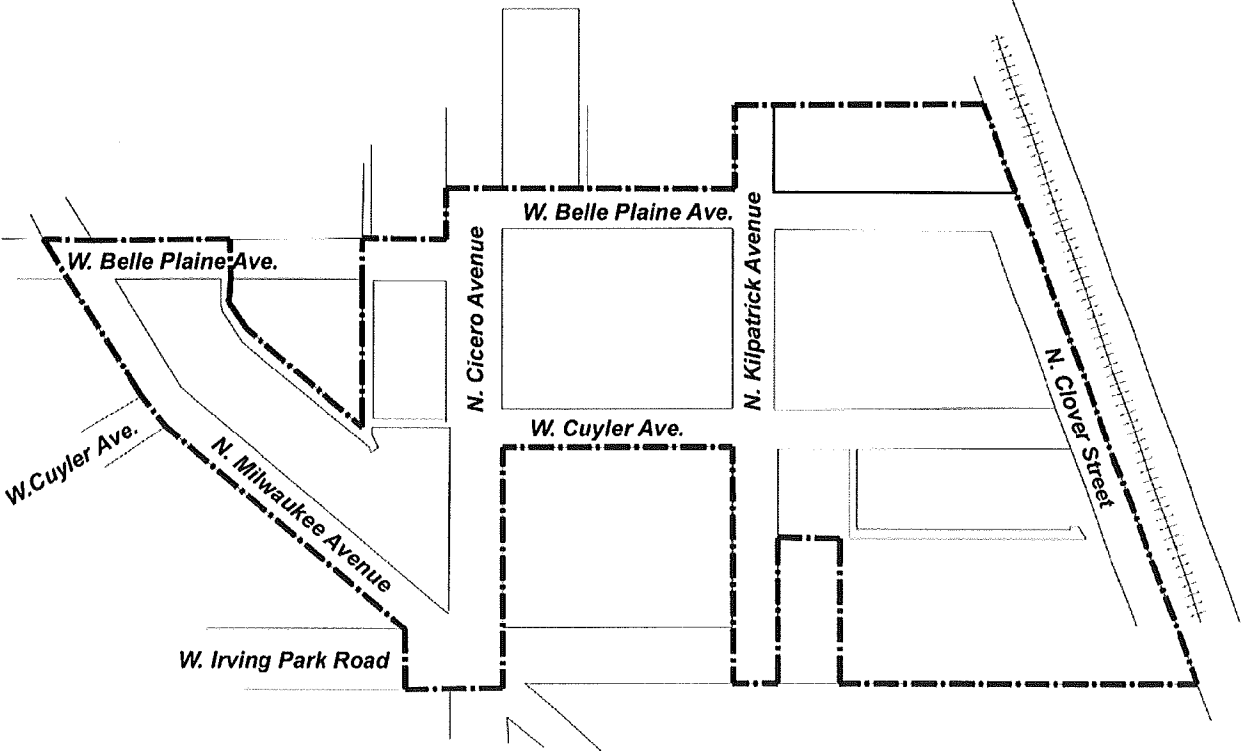 W. Belle Plaine Ave.
W. Belle Plaine Ave.
N. Cicero Avenue
N. Kilpatrick Avenue
W. Cuyler Ave.
W.Cuyler Ave.
N. Milwaukee Avenue
N. Clover Street
W. Irving Park Road